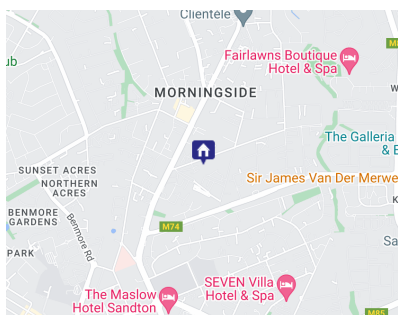 Clientele
Fairlawns Boutique
Hotel & Spa
ub
MORNINGSIDE
The Galleria
& E
SUNSET ACRES
NORTHERN
ACRES
Sir James Van Der Merwe
BENMORE
GARDENS
Benmore Rd
M74
PARK
Sa
SEVEN Villa
Hotel & Spa
The Maslow
Hotel Sandton
M85